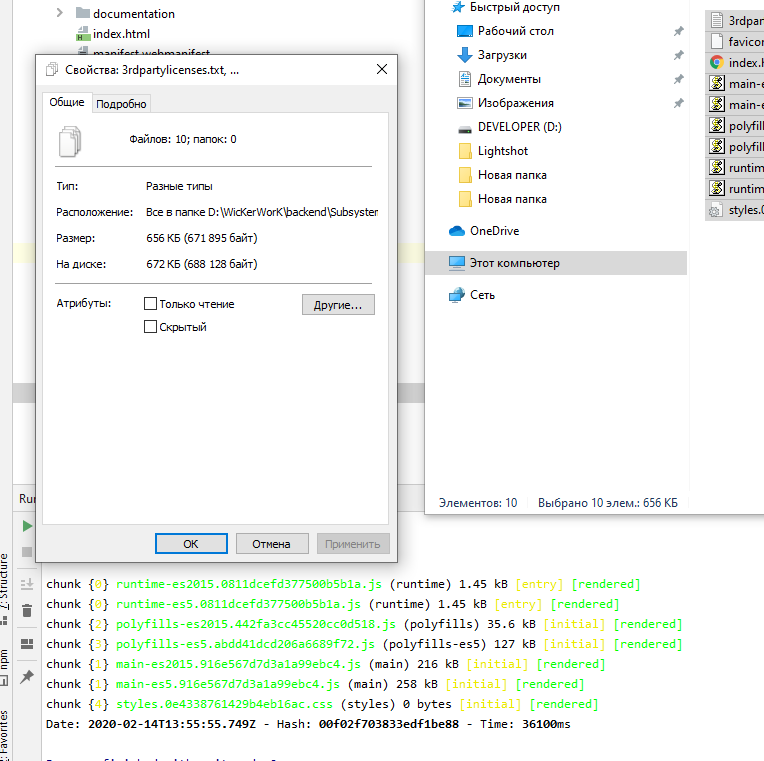 documentation
index.html
manifest.webmanifest
Свойства: 3rdpartylicenses.txt, ...
Общие
Подробно
Файлов: 10; папок: 0
Тип: Разные типы
Расположение: Все в папке D:\WicKerWorK\backend\Subsyster
Размер: 656 КБ (671 895 байт)
На диске: 672 КБ (688 128 байт)
Атрибуты:
Только чтение
Скрытый
Другие...
ОК
Отмена
Применить
Быстрый доступ
Рабочий стол
Загрузки
Документы
Изображения
DEVELOPER (D:)
Lightshot
Новая папка
Новая папка
OneDrive
Этот компьютер
Сеть
3rdpart
favicor
index.h
main-e
main-e
polyfill
polyfill
runtim
runtim
styles.0
Элементов: 10
Выбрано 10 элем.: 656 КБ
Run
Z: Structure
npm
Favorites
chunk {0} runtime-es2015.0811dcefd377500b5b1a.js (runtime) 1.45 kB [entry] [rendered]
chunk {0} runtime-es5.0811dcefd377500b5b1a.js (runtime) 1.45 kB [entry] [rendered]
chunk {2} polyfills-es2015.442fa3cc45520cc0d518.js (polyfills) 35.6 kB [initial] [rendered]
chunk {3} polyfills-es5.abdd41dcd206a6689f72.js (polyfills-es5) 127 kB [initial] [rendered]
chunk {1} main-es2015.916e567d7d3a1a99ebc4.js (main) 216 kB [initial] [rendered]
chunk {1} main-es5.916e567d7d3a1a99ebc4.js (main) 258 kB [initial] [rendered]
chunk {4} styles.0e4338761429b4eb16ac.css (styles) 0 bytes [initial] [rendered]
Date: 2020-02-14T13:55:55.749Z - Hash: 00f02f703833edf1be88 - Time: 36100ms